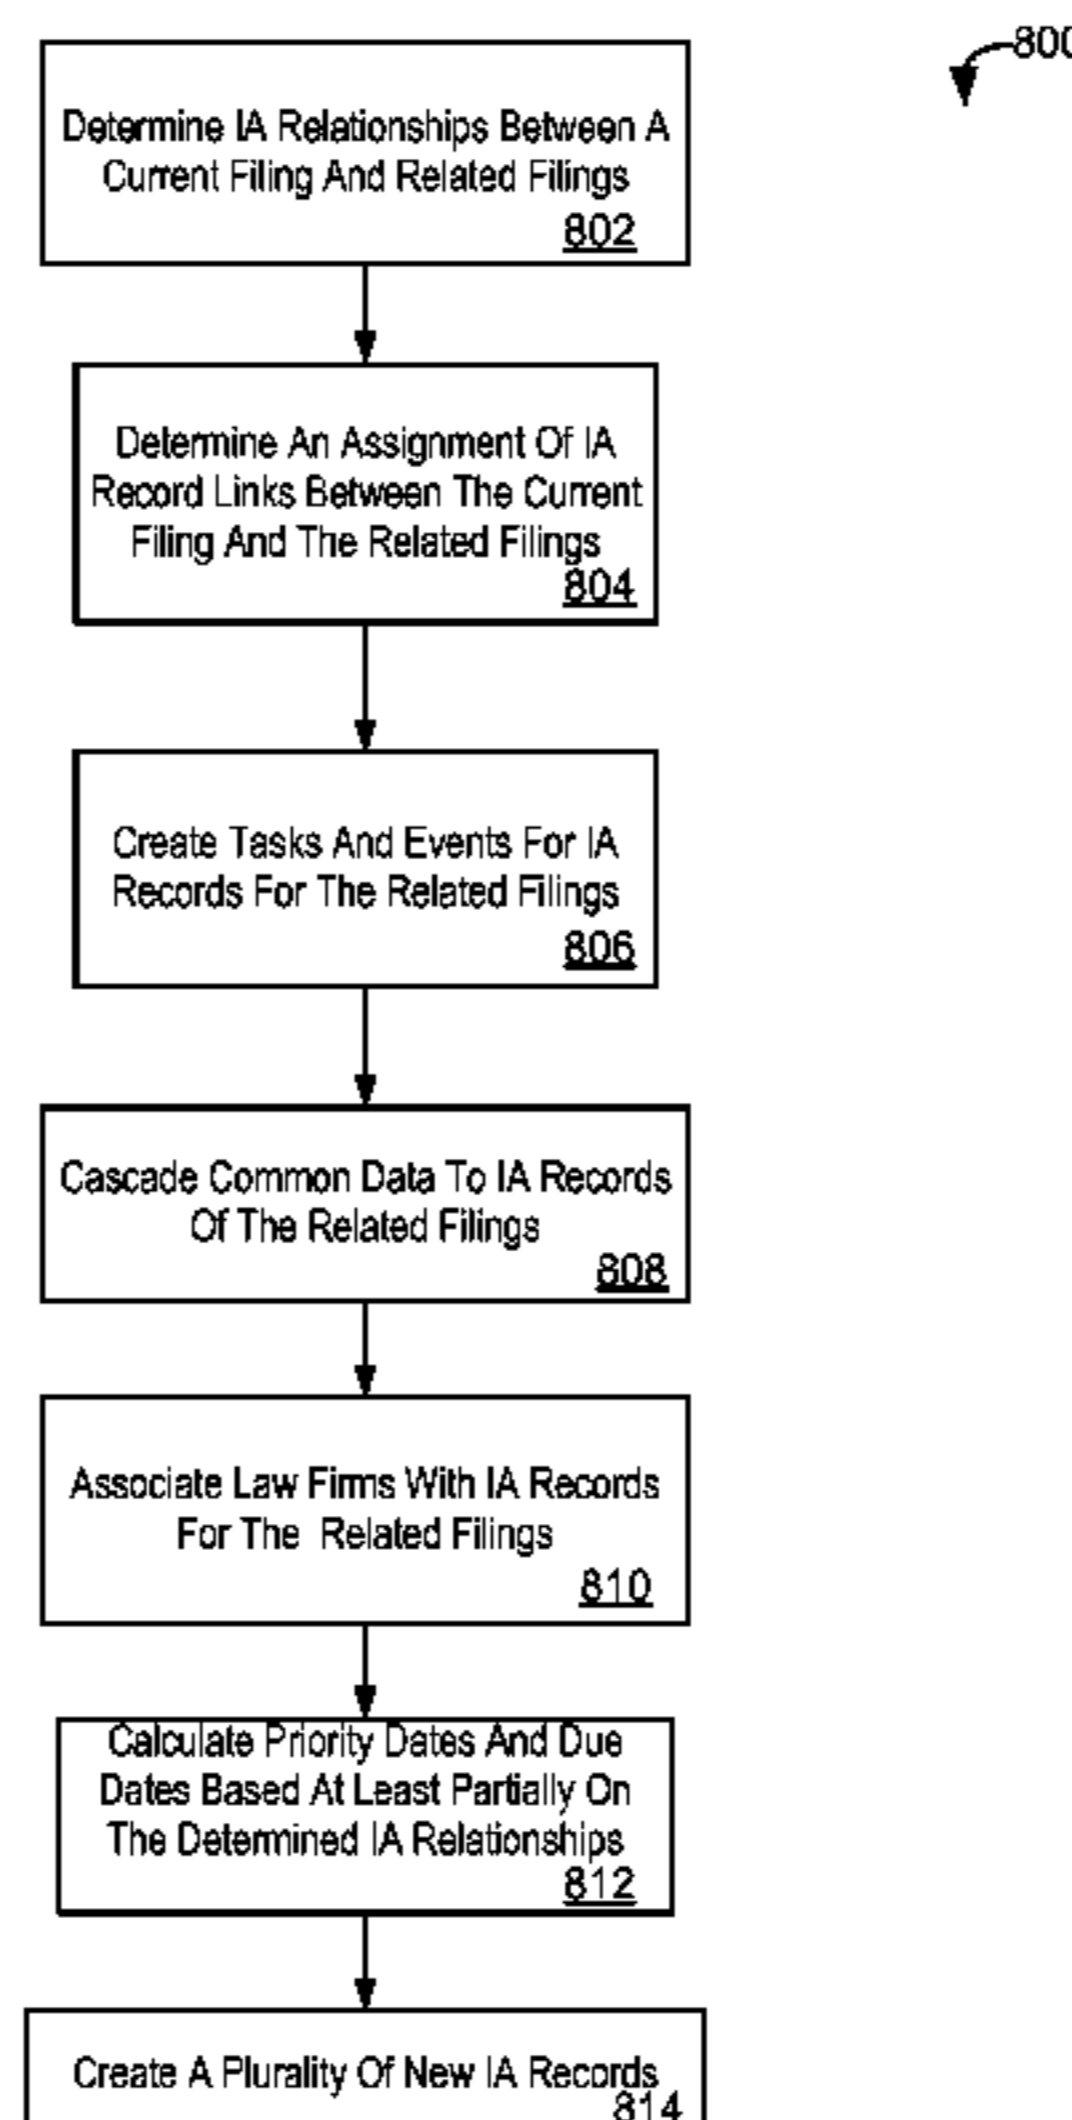 800
Determine IA Relationships Between A
Current Filing And Related Filings
802
Determine An Assignment Of IA
Record Links Between The Current
Filing And The Related Filings
804
Create Tasks And Events For IA
Records For The Related Filings
806
Cascade Common Data To IA Records
Of The Related Filings
808
Associate Law Firms With IA Records
For The Related Filings
810
Calculate Priority Dates And Due
Dates Based At Least Partially On
The Determined IA Relationships
812
Create A Plurality Of New IA Records
814